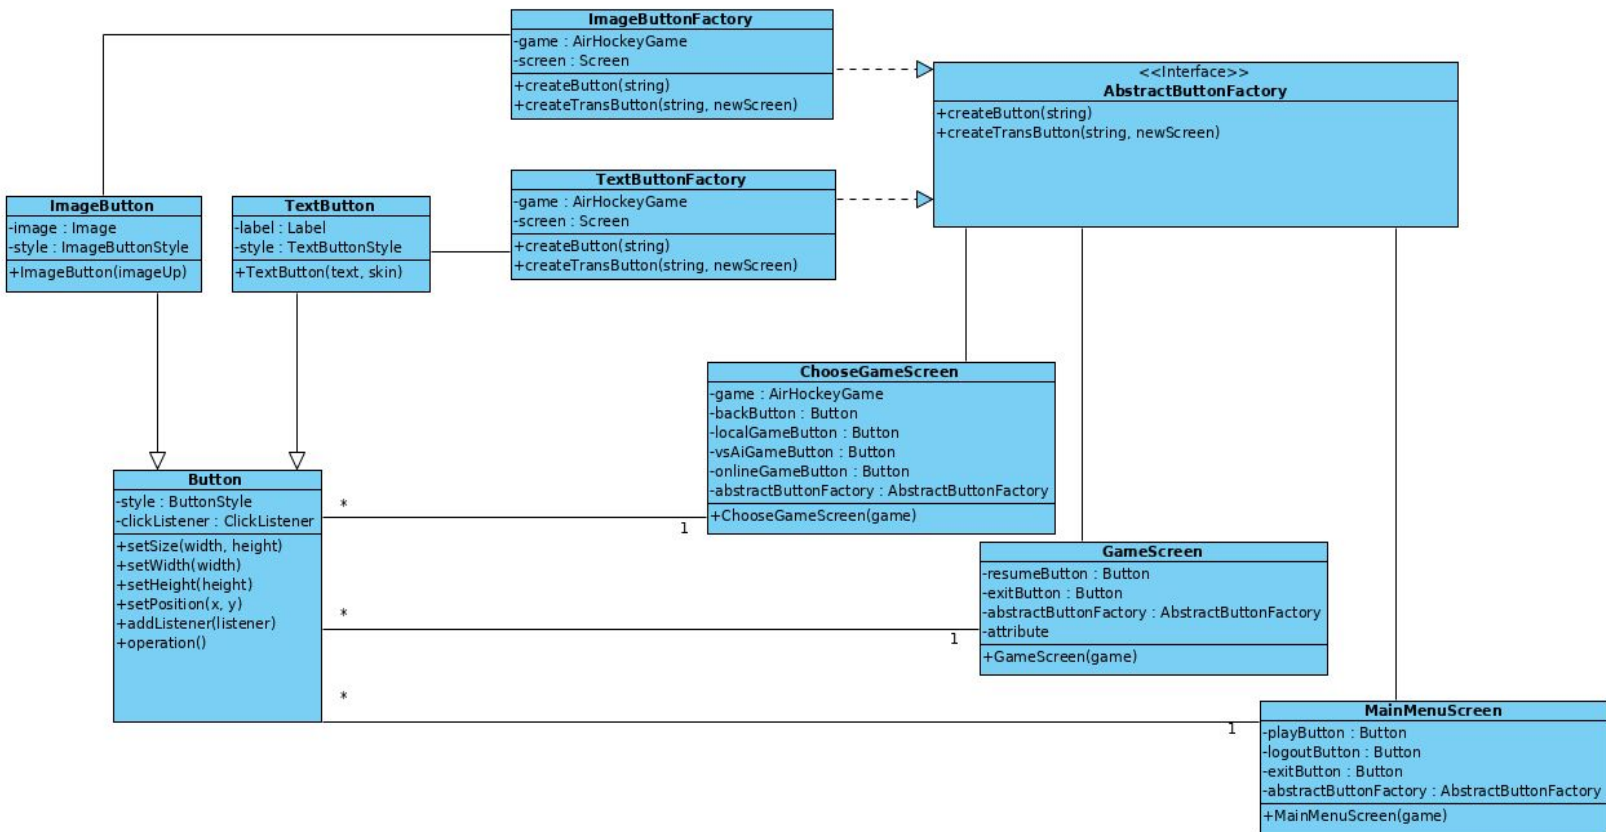 ImageButtonFactory
-game : AirHockeyGame
-screen : Screen
+createButton(string)
+createTransButton(string, newScreen)
<<Interface>>
AbstractButtonFactory
+createButton(string)
+createTransButton(string, newScreen)
TextButtonFactory
-game : AirHockeyGame
-screen : Screen
+createButton(string)
+createTransButton(string, newScreen)
ImageButton
-image : Image
-style : ImageButtonStyle
+ImageButton(imageUp)
TextButton
-label : Label
-style : TextButtonStyle
+TextButton(text, skin)
ChooseGameScreen
-game : AirHockeyGame
-backButton : Button
-localGameButton : Button
-vsAiGameButton : Button
-onlineGameButton : Button
-abstractButtonFactory : AbstractButtonFactory
+ChooseGameScreen(game)
Button
-style : ButtonStyle
-clickListener : ClickListener
+setSize(width, height)
+setWidth(width)
+setHeight(height)
+setPosition(x, y)
+addListener(listener)
+operation()
*
1
GameScreen
-resumeButton : Button
-exitButton : Button
-abstractButtonFactory : AbstractButtonFactory
-attribute
+GameScreen(game)
*
1
*
1
MainMenuScreen
-playButton : Button
-logoutButton : Button
-exitButton : Button
-abstractButtonFactory : AbstractButtonFactory
+MainMenuScreen(game)